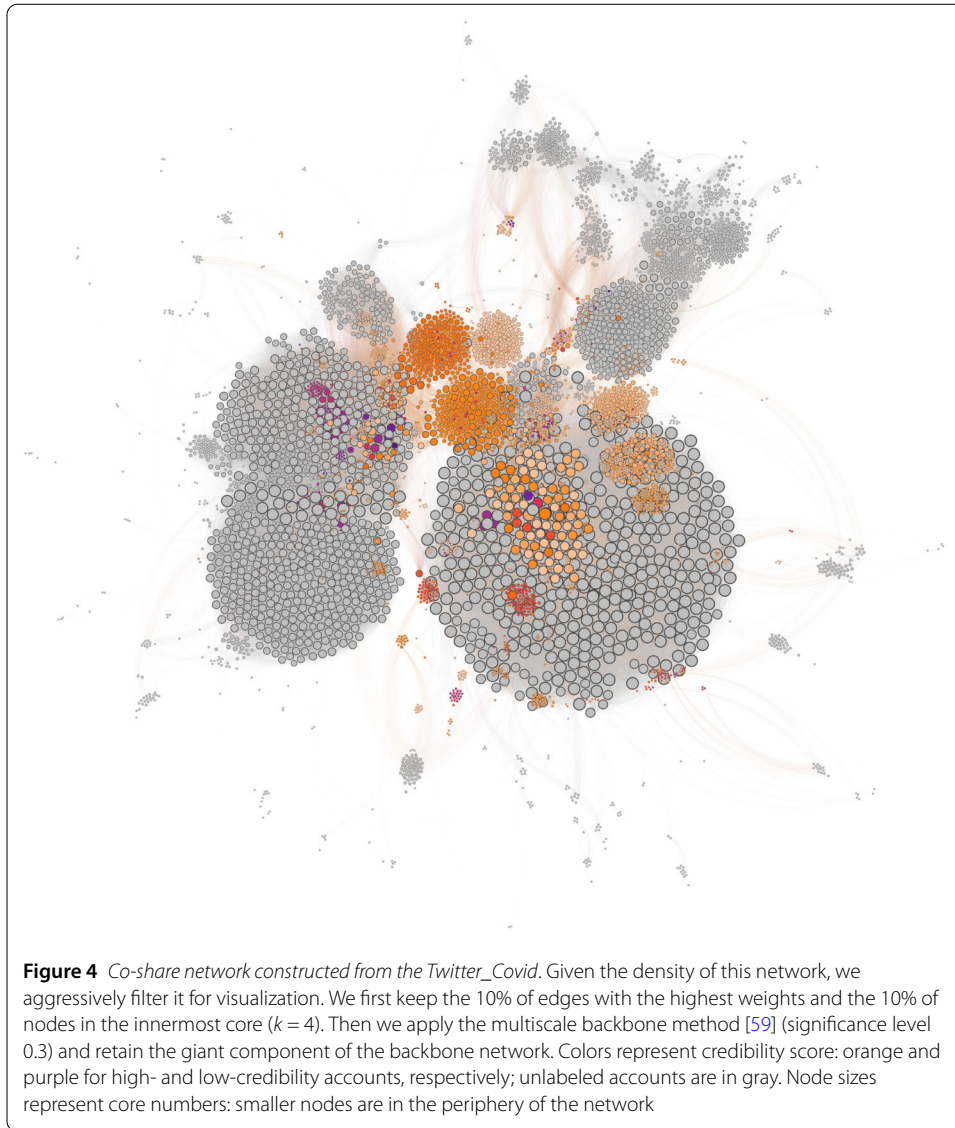 Figure 4 Co-share network constructed from the Twitter_Covid. Given the density of this network, we
aggressively filter it for visualization. We first keep the 10% of edges with the highest weights and the 10% of
nodes in the innermost core (k = 4). Then we apply the multiscale backbone method [59] (significance level
0.3) and retain the giant component of the backbone network. Colors represent credibility score: orange and
purple for high- and low-credibility accounts, respectively; unlabeled accounts are in gray. Node sizes
represent core numbers: smaller nodes are in the periphery of the network